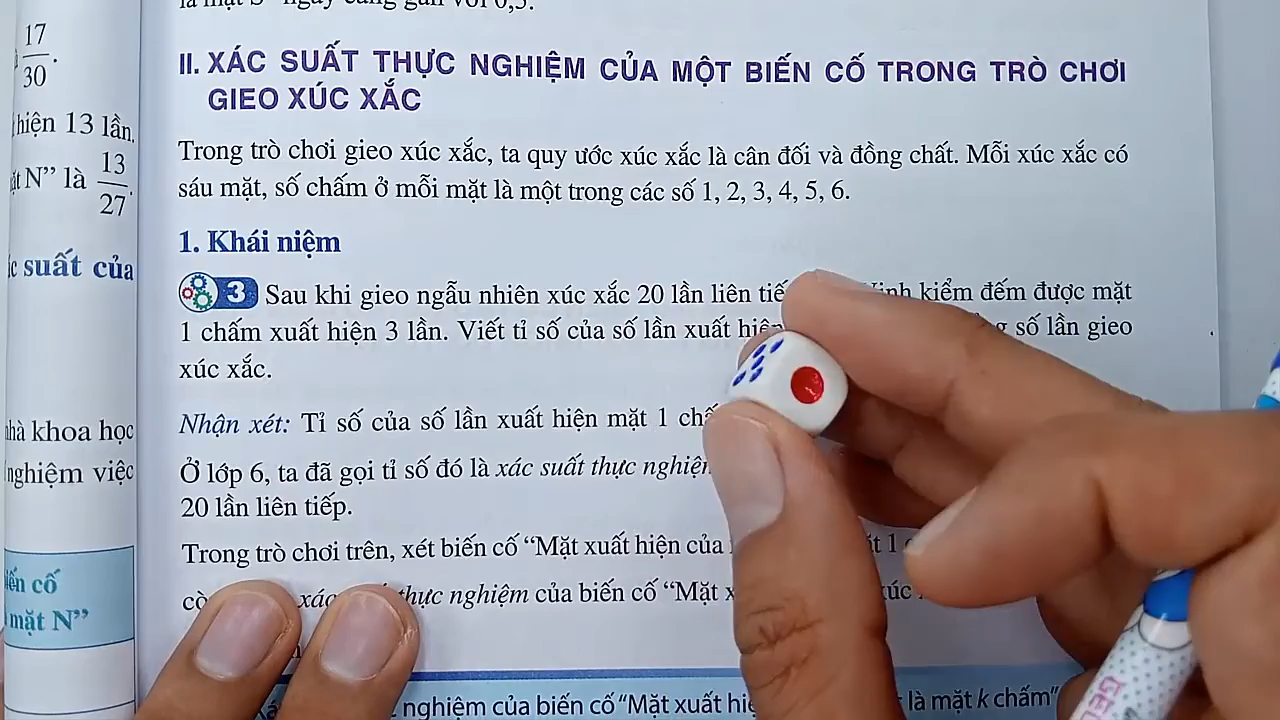 17
30
hiện 13 lần.
N” là 13
27
suất của
nhà khoa học
nghiệm việc
biến cố
mặt N”
II. XÁC SUẤT THỰC NGHIỆM CỦA MỘT BIẾN CỐ TRONG TRÒ CHƠI
GIEO XÚC XẮC
Trong trò chơi gieo xúc xắc, ta quy ước xúc xắc là cân đối và đồng chất. Mỗi xúc xắc có
sáu mặt, số chấm ở mỗi mặt là một trong các số 1, 2, 3, 4, 5, 6.
1. Khái niệm
3 Sau khi gieo ngẫu nhiên xúc xắc 20 lần liên kiểm đếm được mặt
1 chấm xuất hiện 3 lần. Viết tỉ số của số lần xuất hiện số lần gieo
xúc xắc.
Nhận xét: Tỉ số của số lần xuất hiện mặt 1
Ở lớp 6, ta đã gọi tỉ số đó là xác suất thực nghiệm
20 lần liên tiếp.
Trong trò chơi trên, xét biến cố “Mặt xuất hiện của 1
thực nghiệm của biến cố “Mặt
nghiệm của biến cố “Mặt xuất là mặt k chấm”